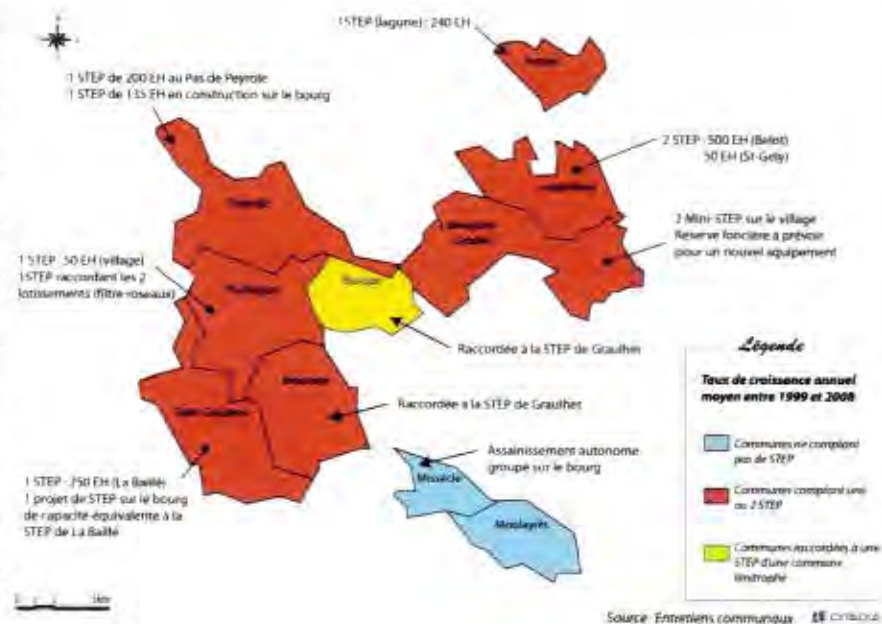 1 STEP (lagune) : 240 EH
1 STEP de 200 EH au Pas de Peyrole
1 STEP de 135 EH en construction sur le bourg
2 STEP : 500 EH (Belot)
50 EH (St-Gely)
2 Mini-STEP sur le village
Réserve foncière à prévoir
pour un nouvel équipement
1 STEP : 50 EH (village)
1STEP raccordant les 2
lotissements (filtre roseaux)
Raccordée à la STEP de Graulhet
Raccordée à la STEP de Graulhet
Assainissement autonome
groupé sur le bourg
Missècle
Moulayrès
1 STEP : 250 EH (La Baillé)
1 projet de STEP sur le bourg
de capacité équivalente à la
STEP de La Baillé
Légende
Taux de croissance annuel
moyen entre 1999 et 2008
Communes ne comptant
pas de STEP
Communes comptant une
ou 2 STEP
Communes raccordées à une
STEP d'une commune
limitrophe
Source : Entretiens communaux